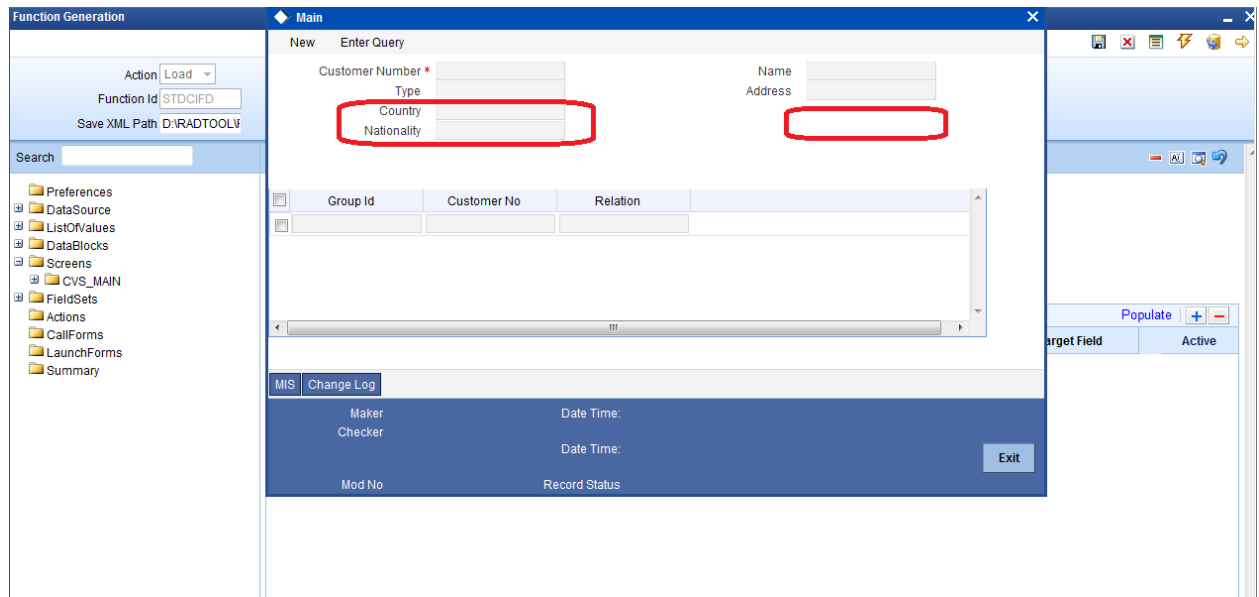 Function Generation
Main
New Enter Query
Action Load
Function Id STDCIFD
Save XML Path D:\RADTOOL\
Customer Number *
Name
Type
Address
Country
Nationality
Search
Preferences
DataSource
ListOfValues
DataBlocks
Screens
CVS_MAIN
FieldSets
Actions
CallForms
LaunchForms
Summary
Group Id Customer No Relation
Populate + −
arget Field Active
MIS Change Log
Maker Date Time:
Checker
Date Time:
Exit
Mod No Record Status